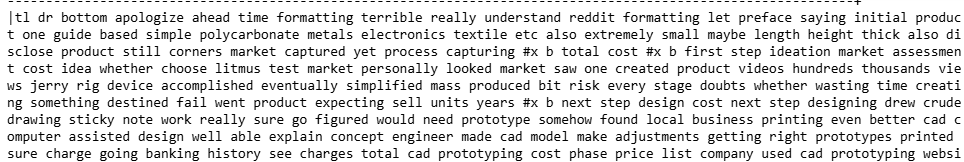 --------------------------------------------------------------------------------------------------------------+
|tl dr bottom apologize ahead time formatting terrible really understand reddit formatting let preface saying initial produc
t one guide based simple polycarbonate metals electronics textile etc also extremely small maybe length height thick also di
sclose product still corners market captured yet process capturing #x b total cost #x b first step ideation market assessmen
t cost idea whether choose litmus test market personally looked market saw one created product videos hundreds thousands vie
ws jerry rig device accomplished eventually simplified mass produced bit risk every stage doubts whether wasting time creati
ng something destined fail went product expecting sell units years #x b next step design cost next step designing drew crude
drawing sticky note work really sure go figured would need prototype somehow found local business printing even better cad c
omputer assisted design well able explain concept engineer made cad model make adjustments getting right prototypes printed
sure charge going banking history see charges total cad prototyping cost phase price list company used cad prototyping websi